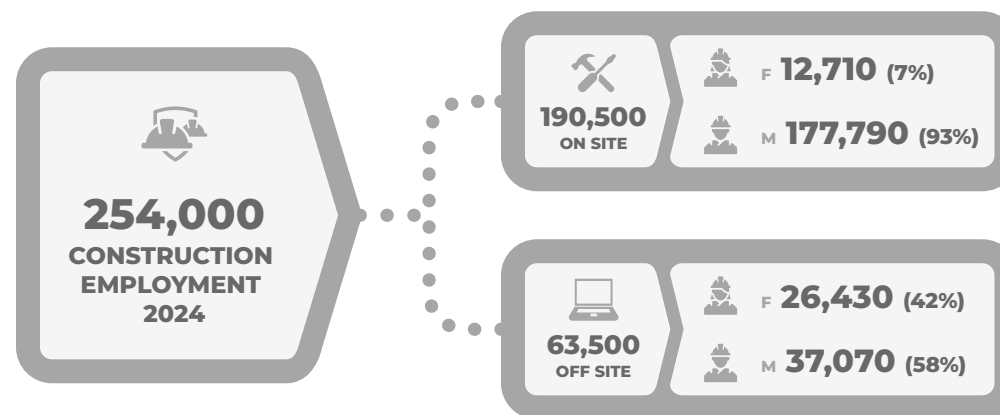 254,000
CONSTRUCTION
EMPLOYMENT
2024
190,500
ON SITE
F 12,710 (7%)
M 177,790 (93%)
63,500
OFF SITE
F 26,430 (42%)
M 37,070 (58%)